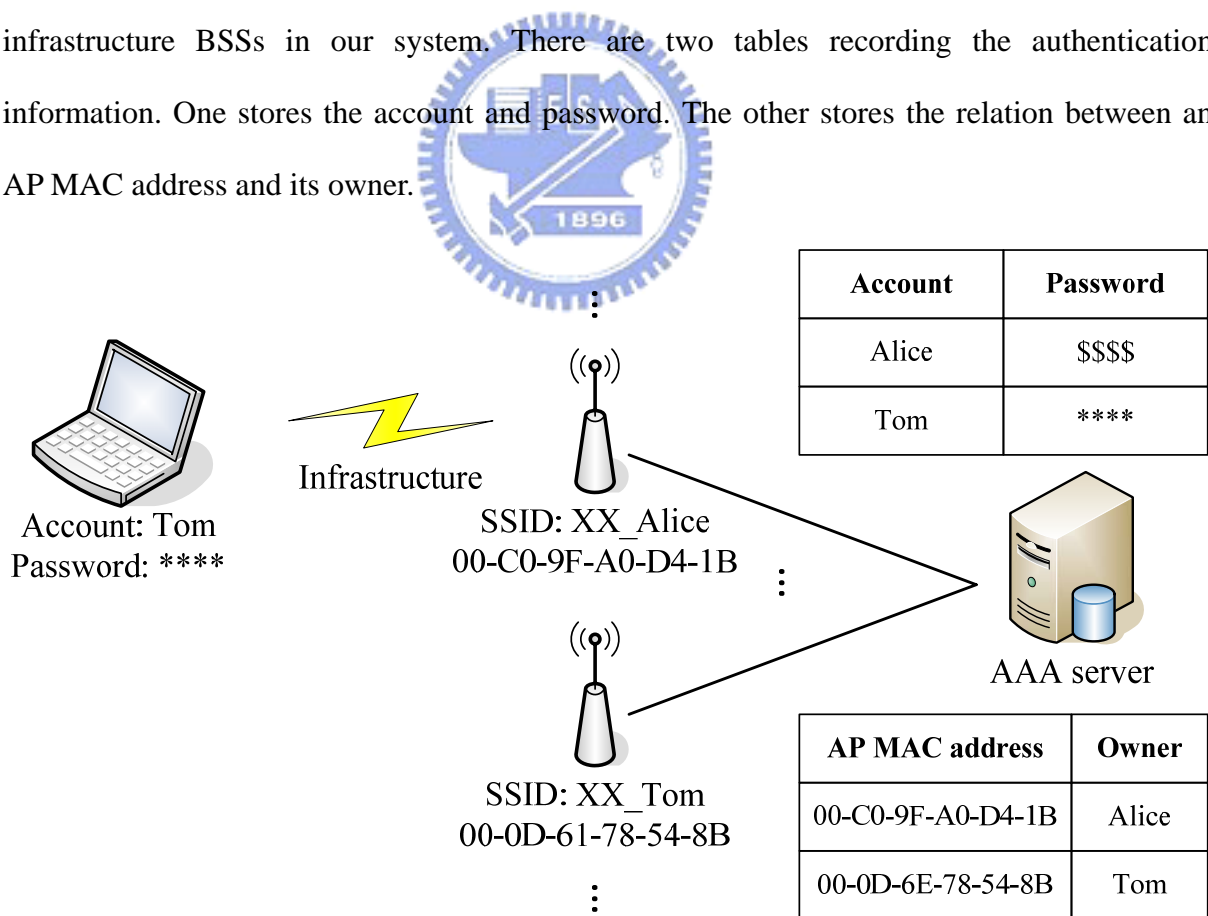 infrastructure BSSs in our system. There are two tables recording the authentication
information. One stores the account and password. The other stores the relation between an
AP MAC address and its owner.
1896
Account Password
Alice $$$$
Tom ****
Infrastructure
Account: Tom
Password: ****
SSID: XX_Alice
00-C0-9F-A0-D4-1B
AAA server
SSID: XX_Tom
00-0D-61-78-54-8B
AP MAC address Owner
00-C0-9F-A0-D4-1B Alice
00-0D-6E-78-54-8B Tom